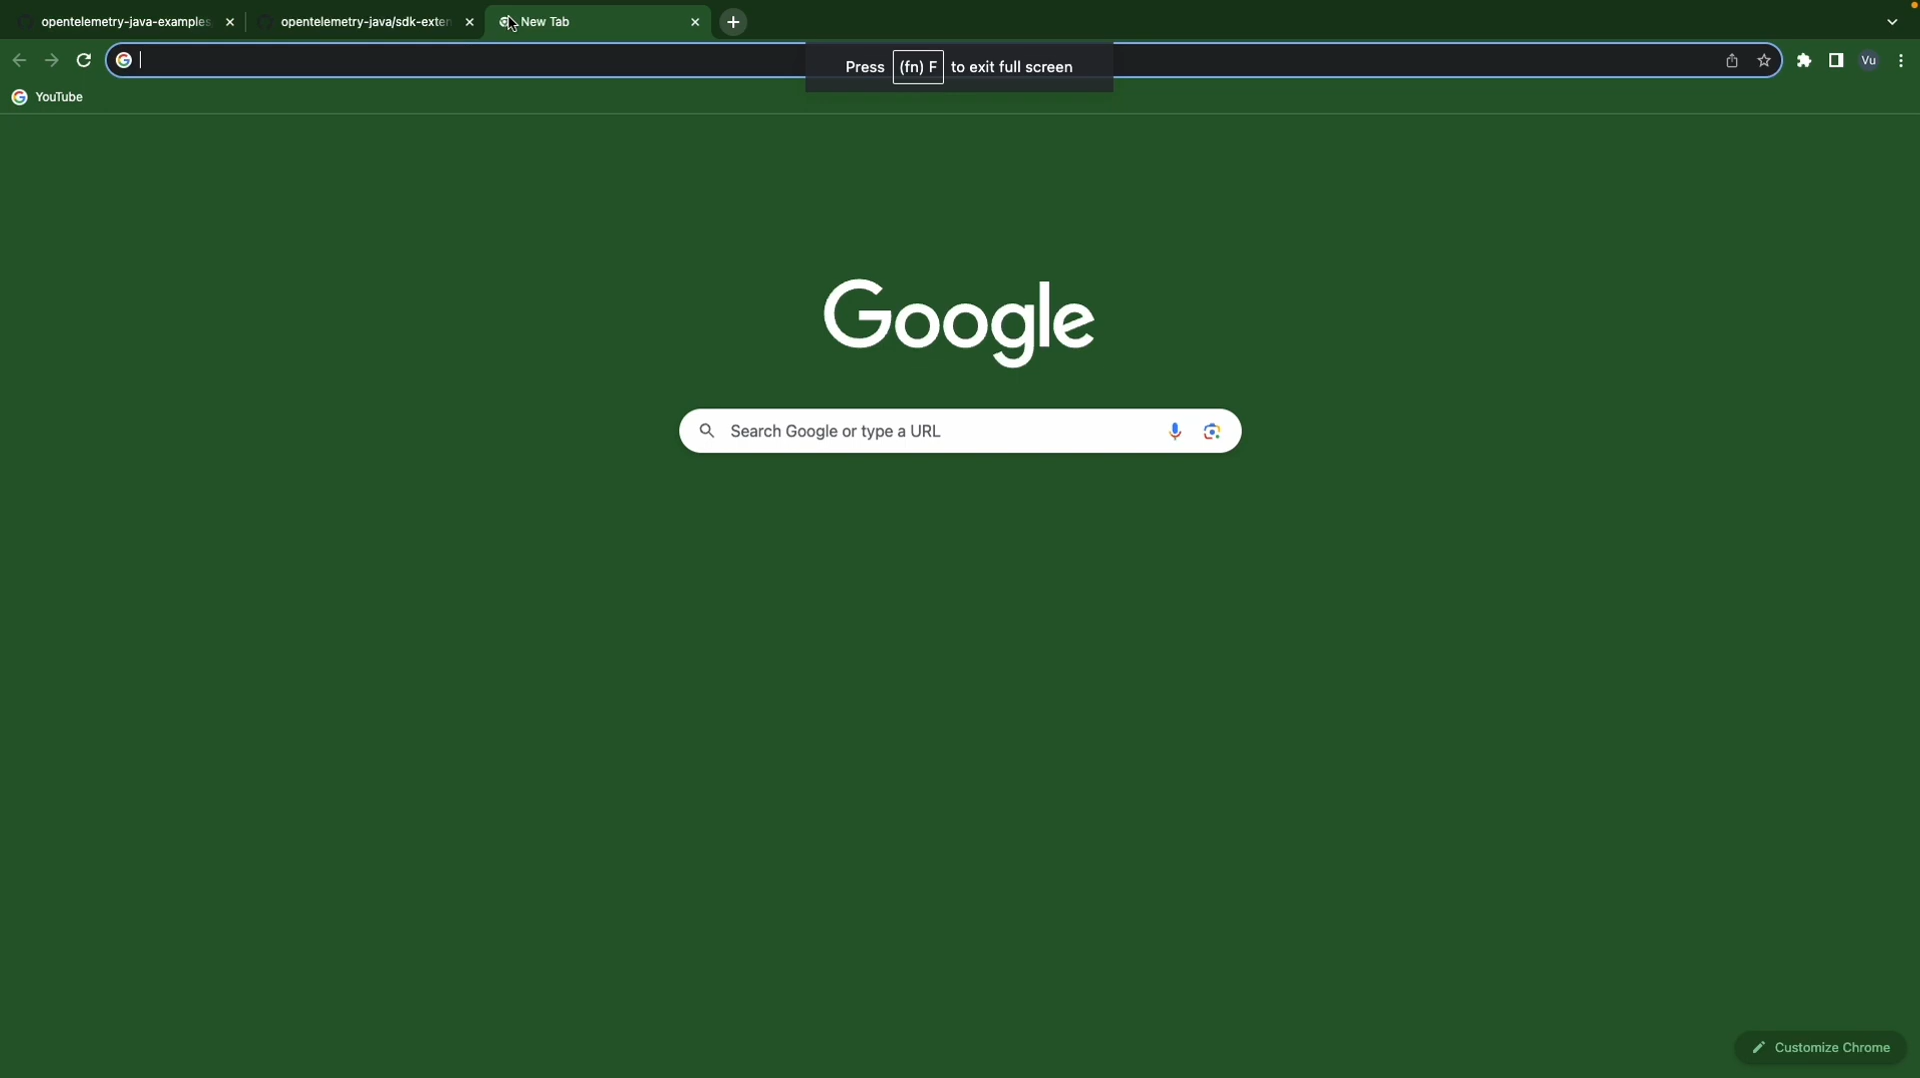 opentelemetry-java-examples
opentelemetry-java/sdk-exten
New Tab
Press (fn) F to exit full screen
Vu
YouTube
Google
Search Google or type a URL
Customize Chrome